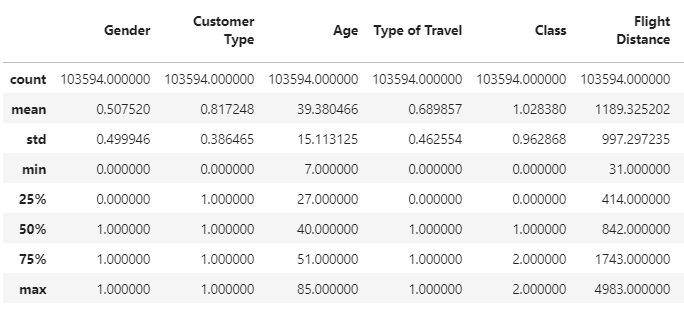 Gender Customer Type Age Type of Travel Class Flight Distance
count 103594.000000 103594.000000 103594.000000 103594.000000 103594.000000 103594.000000
mean 0.507520 0.817248 39.380466 0.689857 1.028380 1189.325202
std 0.499946 0.386465 15.113125 0.462554 0.962868 997.297235
min 0.000000 0.000000 7.000000 0.000000 0.000000 31.000000
25% 0.000000 1.000000 27.000000 0.000000 0.000000 414.000000
50% 1.000000 1.000000 40.000000 1.000000 1.000000 842.000000
75% 1.000000 1.000000 51.000000 1.000000 2.000000 1743.000000
max 1.000000 1.000000 85.000000 1.000000 2.000000 4983.000000